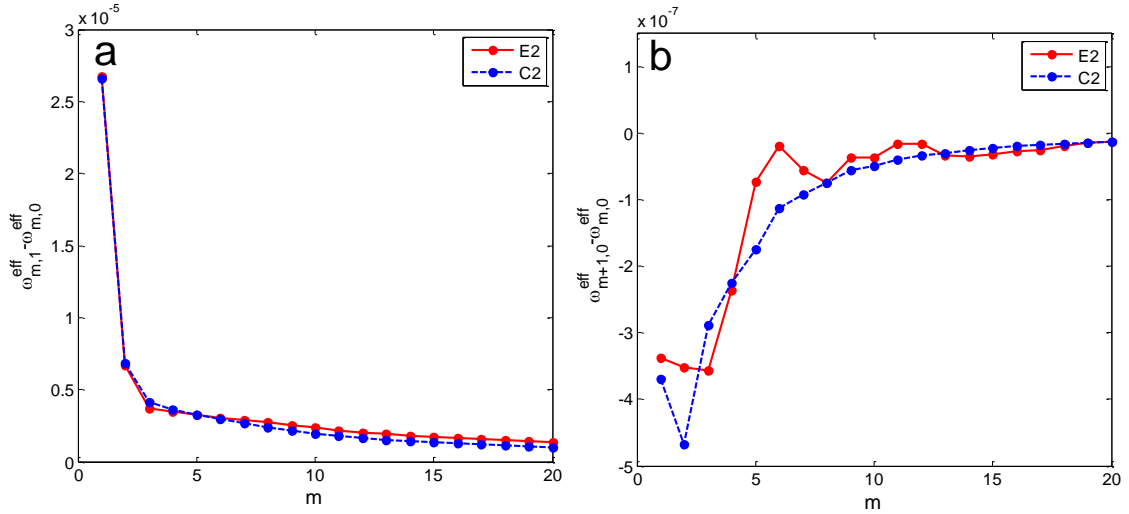 x 10^-5
a
3
2.5
2
1.5
1
0.5
0
0 5 10 15 20
m
ω^eff_m,1-ω^eff_m,0
E2
C2
x 10^-7
b
1
0
-1
-2
-3
-4
-5
0 5 10 15 20
m
ω^eff_m+1,0-ω^eff_m,0
E2
C2